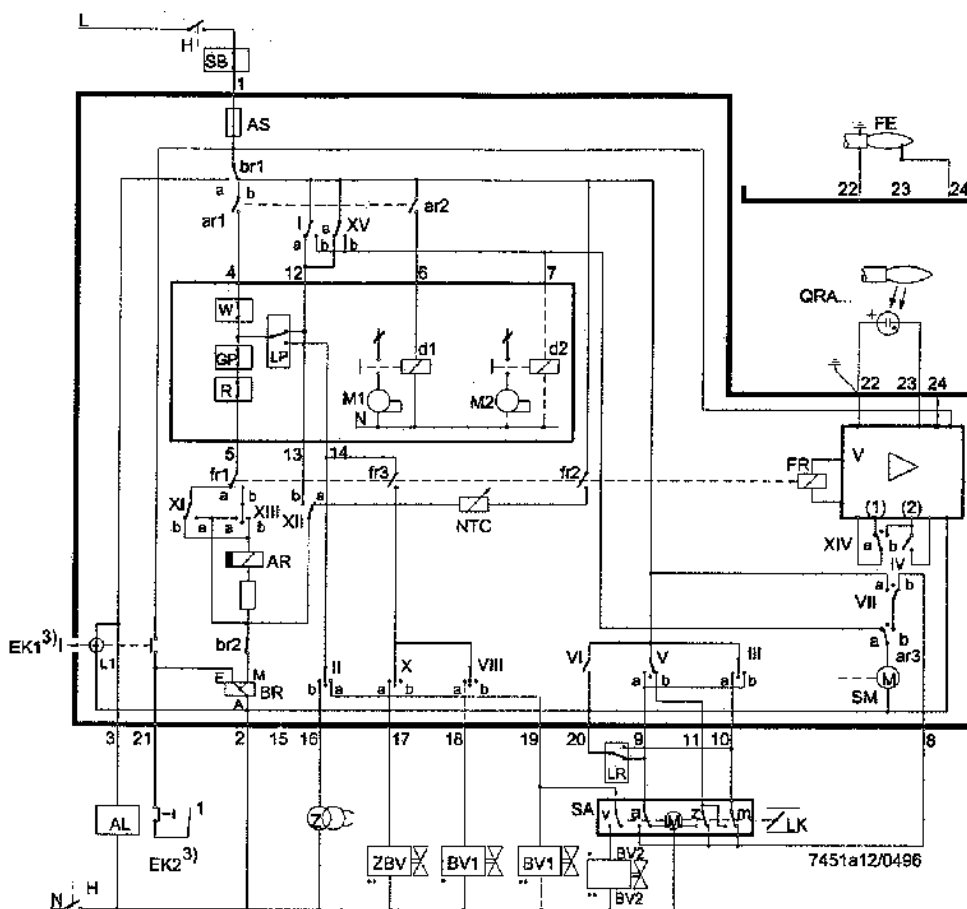 L
H
SB
1
AS
FE
br1
22 23 24
a b
ar1
I a XV
ar2
a b b
4 12 6 7
QRA...
+
W
GP
LP
R
d1
d2
M1
N
M2
22 23 24
V
5 13 14
fr1
fr3
fr2
FR
XI
a b
b a
XIII
a b
b a
XII
NTC
(1) (2)
XIV a b
IV
AR
a b
VII
EK1 3)
L1
br2
a b
ar3
E M
BR
A
II
X
VIII
VI
V
III
M
SM
b a
a b
a b
a b
a b
3 21 2 15 16 17 18 19 20 9 11 10 8
LR
AL
1
EK2 3)
Z
SA
v a M z m
LK
ZBV
BV1
BV1
BV2
BV2
7451a12/0496
N H